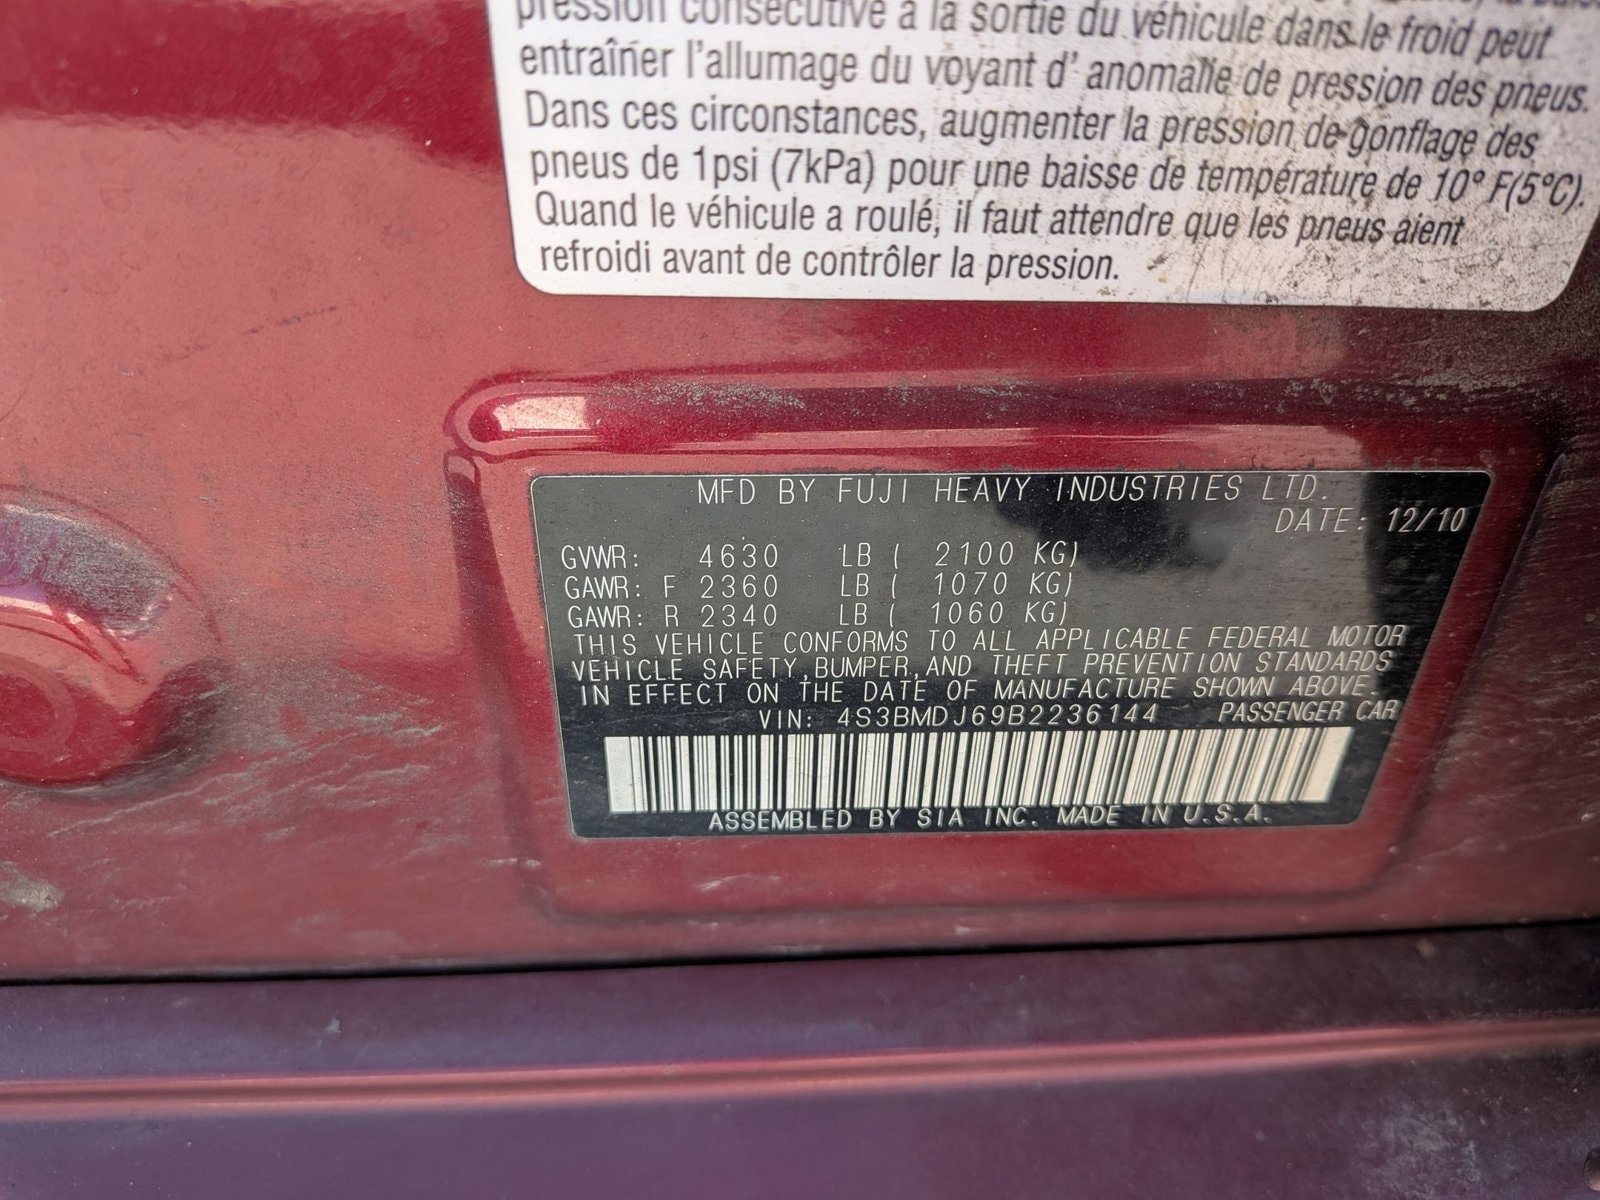 pression consécutive à la sortie du véhicule dans le froid peut
entraîner l'allumage du voyant d' anomalie de pression des pneus.
Dans ces circonstances, augmenter la pression de gonflage des
pneus de 1psi (7kPa) pour une baisse de température de 10° F(5°C).
Quand le véhicule a roulé, il faut attendre que les pneus aient
refroidi avant de contrôler la pression.
MFD BY FUJI HEAVY INDUSTRIES LTD.
DATE: 12/10
GVWR: 4630 LB ( 2100 KG)
GAWR: F 2360 LB ( 1070 KG)
GAWR: R 2340 LB ( 1060 KG)
THIS VEHICLE CONFORMS TO ALL APPLICABLE FEDERAL MOTOR
VEHICLE SAFETY,BUMPER,AND THEFT PREVENTION STANDARDS
IN EFFECT ON THE DATE OF MANUFACTURE SHOWN ABOVE.
VIN: 4S3BMDJ69B2236144 PASSENGER CAR
ASSEMBLED BY SIA INC. MADE IN U.S.A.